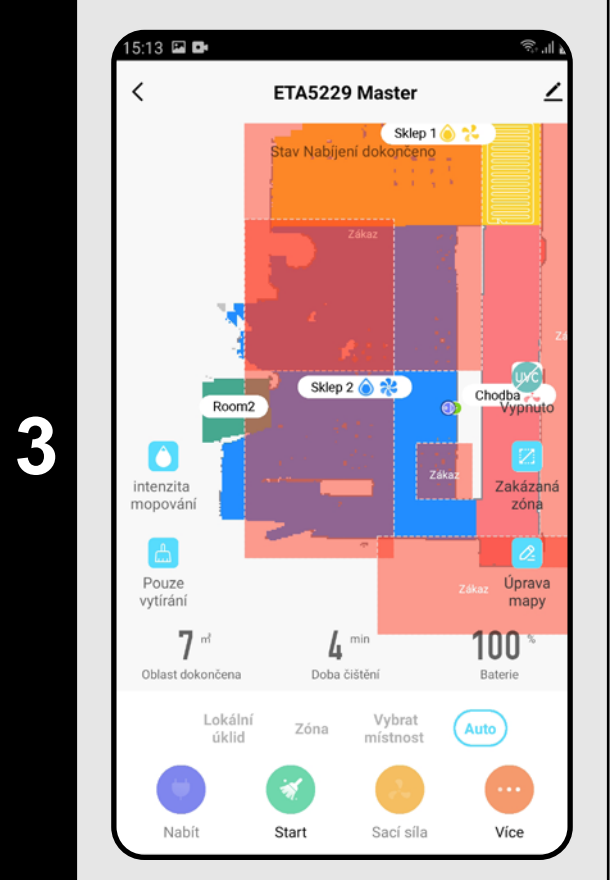 3
15:13
ETA5229 Master
Sklep 1
Stav Nabíjení dokončeno
Zákaz
UVC
Sklep 2
Chodba
Room2
Vypnuto
Zákaz
intenzita
mopování
Zakázaná
zóna
Pouze
vytírání
Zákaz
Úprava
mapy
7 ㎡
4 min
100 %
Oblast dokončena
Doba čištění
Baterie
Lokální
úklid
Zóna
Vybrat
místnost
Auto
Nabít
Start
Sací síla
Více